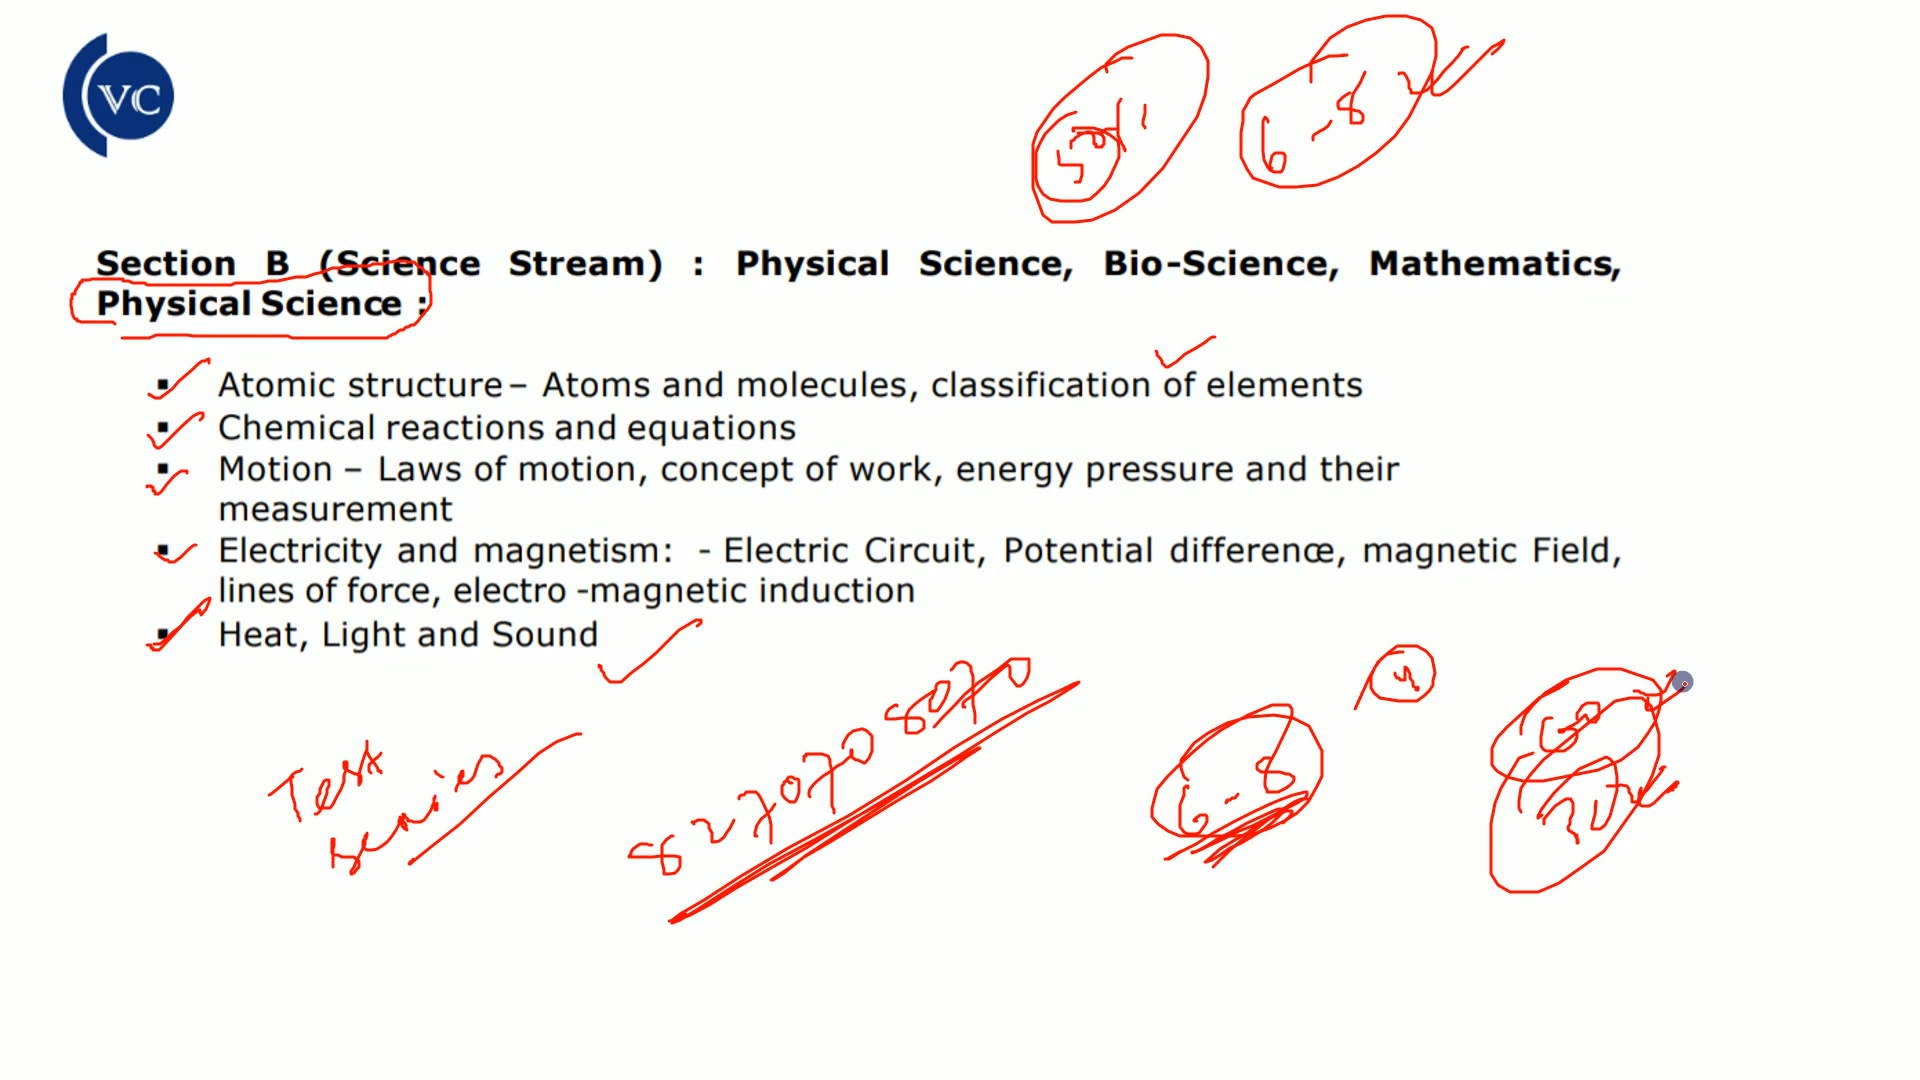 VC
6 - 8
Section B (Science Stream) : Physical Science, Bio-Science, Mathematics,
Physical Science :
▪ Atomic structure – Atoms and molecules, classification of elements
▪ Chemical reactions and equations
▪ Motion – Laws of motion, concept of work, energy pressure and their
measurement
▪ Electricity and magnetism: - Electric Circuit, Potential difference, magnetic Field,
lines of force, electro -magnetic induction
▪ Heat, Light and Sound
Test
series
8270708070
6 - 8